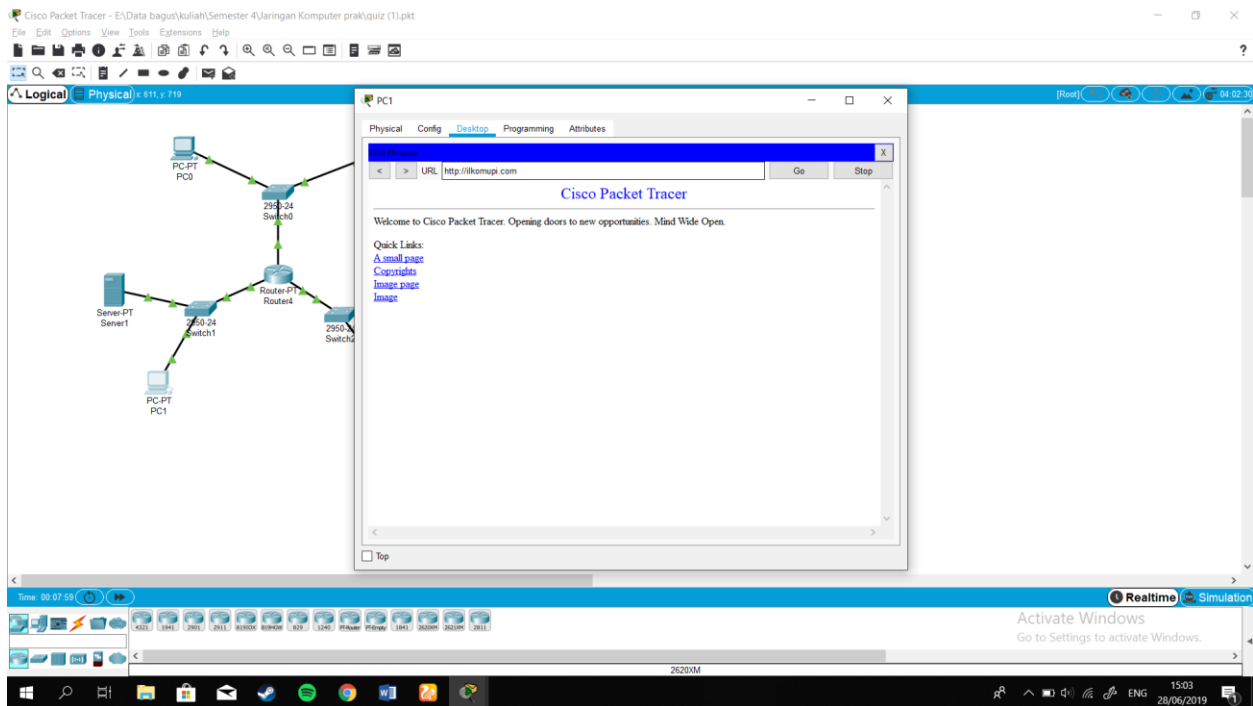 Cisco Packet Tracer - E:\Data bagus\kuliah\Semester 4\Jaringan Komputer prak\quiz (1).pkt
File Edit Options View Tools Extensions Help
?
Logical Physical x: 611, y: 719
[Root]
04:02:30
PC1
Physical Config Desktop Programming Attributes
Web Browser
X
< > URL http://ilkomupi.com Go Stop
Cisco Packet Tracer
Welcome to Cisco Packet Tracer. Opening doors to new opportunities. Mind Wide Open.
Quick Links:
A small page
Copyrights
Image page
Image
Top
PC-PT
PC0
2950-24
Switch0
Router-PT
Router4
Server-PT
Server1
2950-24
Switch1
2950-2
Switch2
PC-PT
PC1
Time: 00:07:59
Realtime Simulation
4321 1941 2901 2911 819IOX 819HGW 829 1240 PT-Router PT-Empty 1841 2620XM 2621XM 2811
Activate Windows
Go to Settings to activate Windows.
2620XM
ENG
15:03
28/06/2019
1